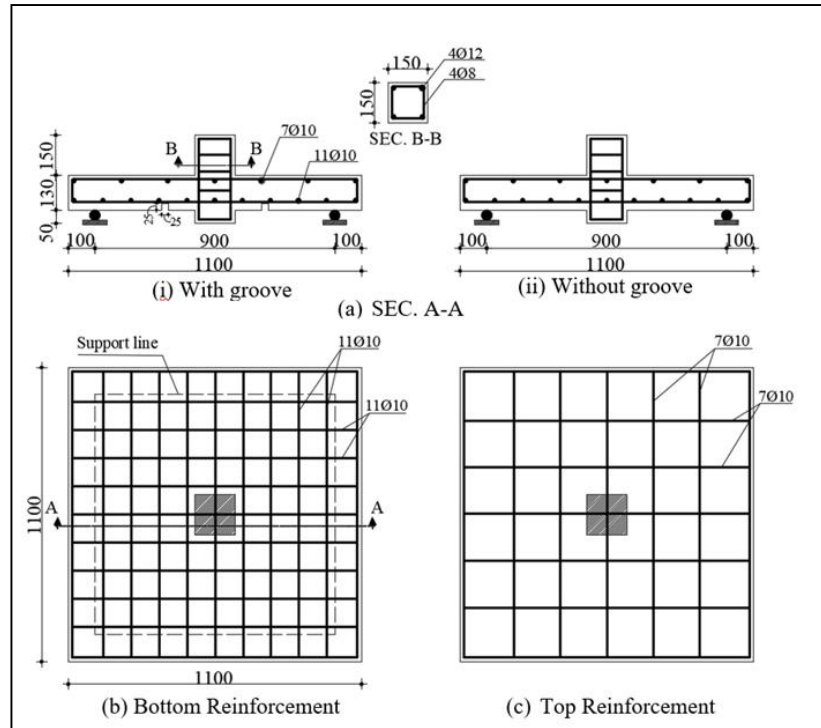 150
4Ø12
4Ø8
150
SEC. B-B
7Ø10
11Ø10
B B
150
130
50
25
25
100 900 100
1100
(i) With groove
100 900 100
1100
(ii) Without groove
(a) SEC. A-A
Support line
11Ø10
11Ø10
A A
1100
1100
(b) Bottom Reinforcement
7Ø10
7Ø10
(c) Top Reinforcement